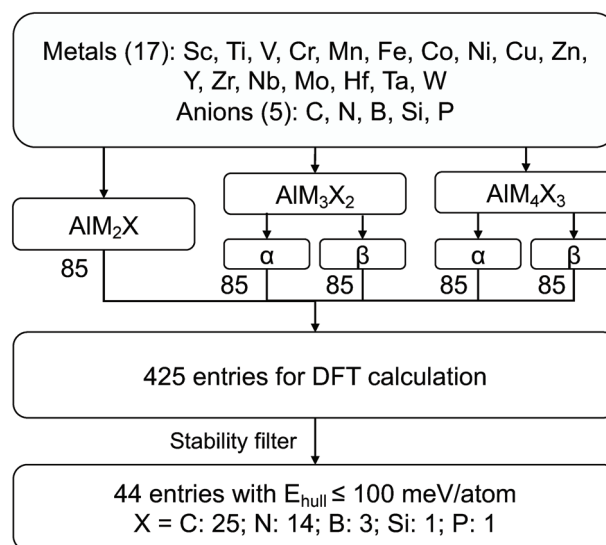 Metals (17): Sc, Ti, V, Cr, Mn, Fe, Co, Ni, Cu, Zn,
Y, Zr, Nb, Mo, Hf, Ta, W
Anions (5): C, N, B, Si, P
AlM₂X
AlM₃X₂
AlM₄X₃
α
β
α
β
85
85
85
85
85
425 entries for DFT calculation
Stability filter
44 entries with E_hull ≤ 100 meV/atom
X = C: 25; N: 14; B: 3; Si: 1; P: 1